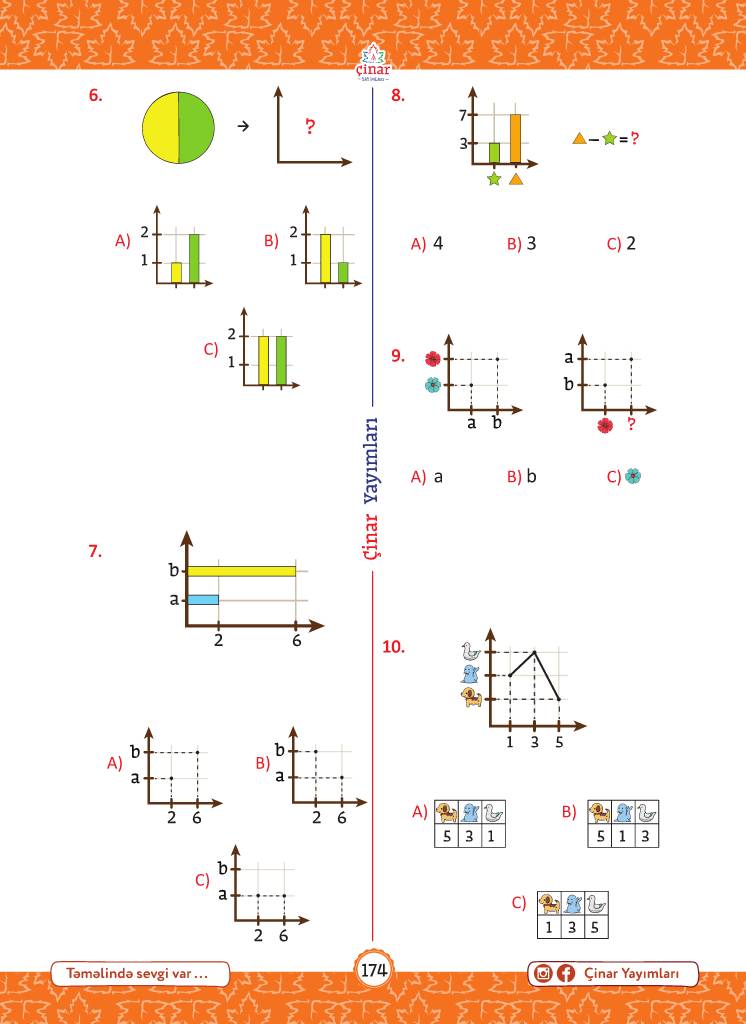 Çinar
YAYIMLARI
6.
?
A) 2
1
B) 2
1
C) 2
1
7.
b
a
2 6
A) b
a
2 6
B) b
a
2 6
C) b
a
2 6
Çinar Yayımları
8.
7
3
– = ?
A) 4 B) 3 C) 2
9.
a b
a
b
?
A) a B) b C)
10.
1 3 5
A)
5 3 1
B)
5 1 3
C)
1 3 5
Təməlində sevgi var ...
174
Çinar Yayımları